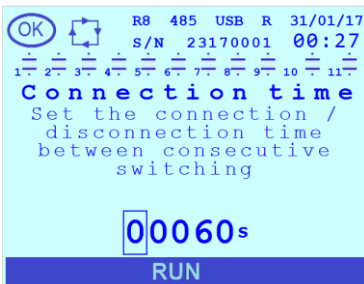 OK R8 485 USB R 31/01/17
S/N 23170001 00:27
1 2 3 4 5 6 7 8 9 10 11
Connection time
Set the connection /
disconnection time
between consecutive
switching
00060s
RUN